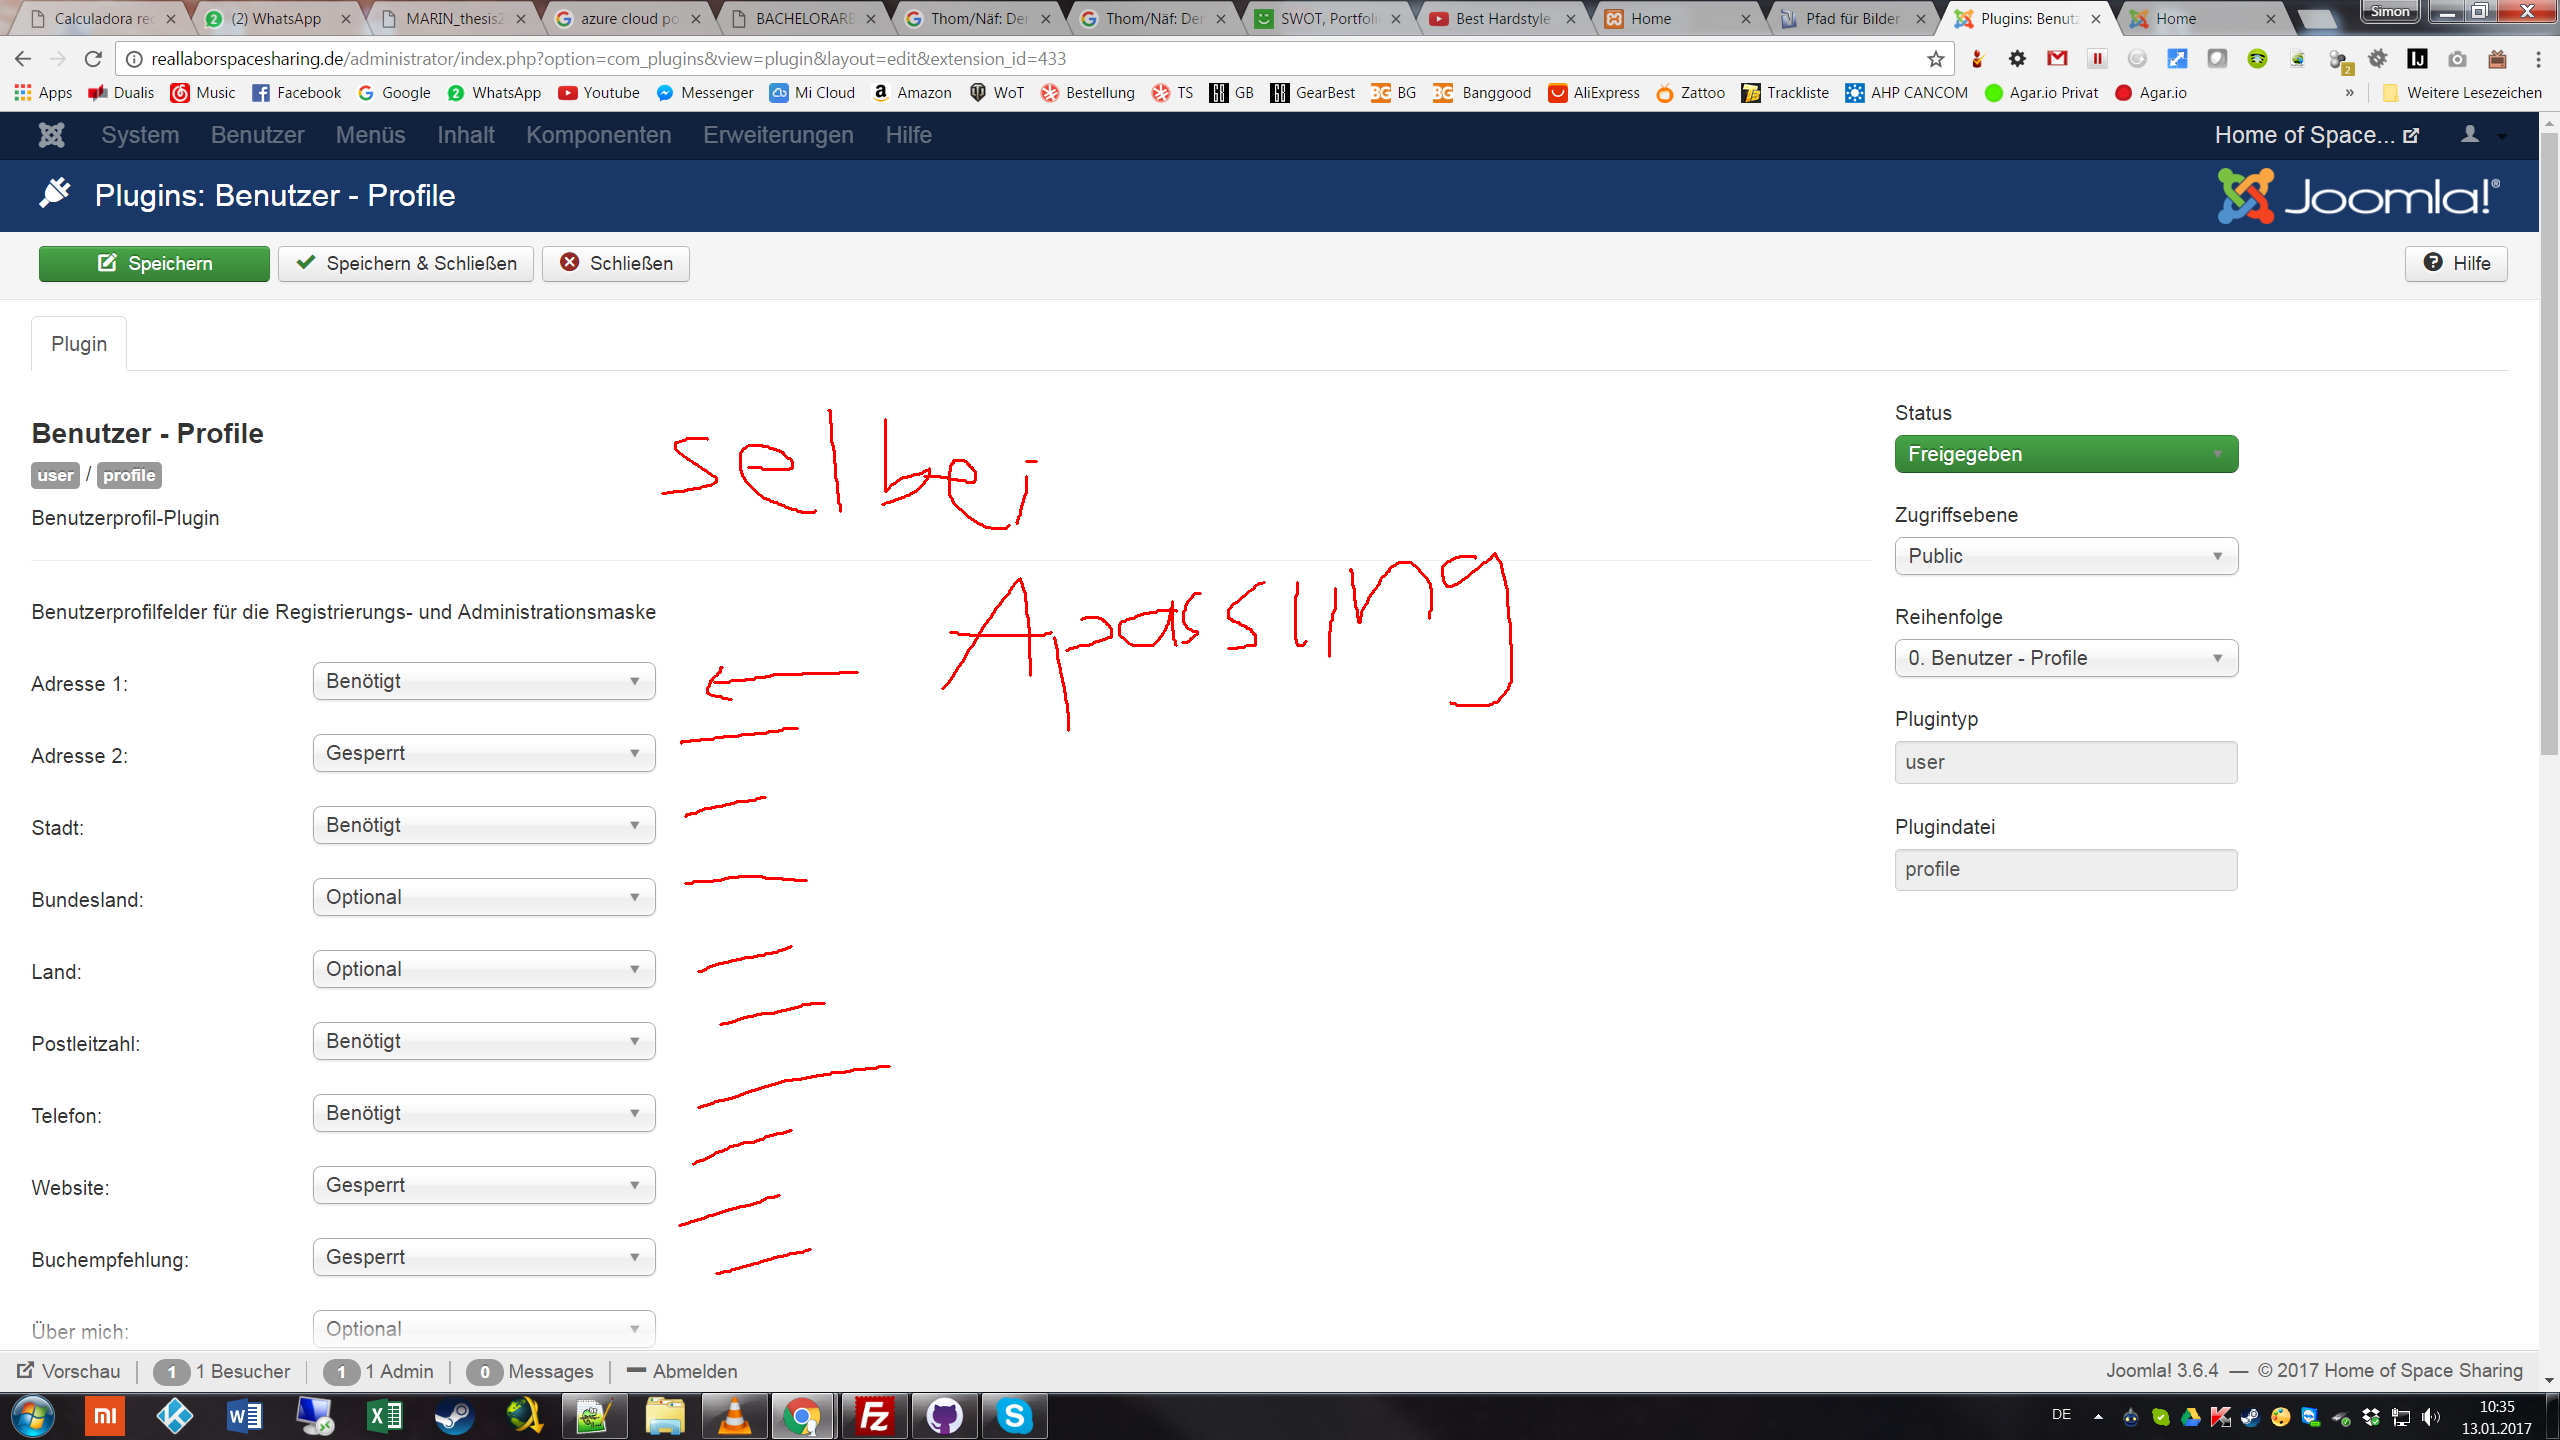 Calculadora rec
(2) WhatsApp
MARIN_thesis2
azure cloud po
BACHELORARB
Thom/Näf: Der
Thom/Näf: Der
SWOT, Portfoli
Best Hardstyle
Home
Pfad für Bilder
Plugins: Benutz
Home
Simon
reallaborspacesharing.de/administrator/index.php?option=com_plugins&view=plugin&layout=edit&extension_id=433
Apps Dualis Music Facebook Google WhatsApp Youtube Messenger Mi Cloud Amazon WoT Bestellung TS GB GearBest BG Banggood AliExpress Zattoo Trackliste AHP CANCOM Agar.io Privat Agar.io » Weitere Lesezeichen
System Benutzer Menüs Inhalt Komponenten Erweiterungen Hilfe Home of Space...
Plugins: Benutzer - Profile
Joomla!®
Speichern Speichern & Schließen Schließen Hilfe
Plugin
Benutzer - Profile
user / profile
Benutzerprofil-Plugin
Benutzerprofilfelder für die Registrierungs- und Administrationsmaske
Adresse 1: Benötigt
Adresse 2: Gesperrt
Stadt: Benötigt
Bundesland: Optional
Land: Optional
Postleitzahl: Benötigt
Telefon: Benötigt
Website: Gesperrt
Buchempfehlung: Gesperrt
Über mich: Optional
selbei
Apassung
Status
Freigegeben
Zugriffsebene
Public
Reihenfolge
0. Benutzer - Profile
Plugintyp
user
Plugindatei
profile
Vorschau 1 1 Besucher 1 1 Admin 0 Messages Abmelden
Joomla! 3.6.4 — © 2017 Home of Space Sharing
DE
10:35
13.01.2017